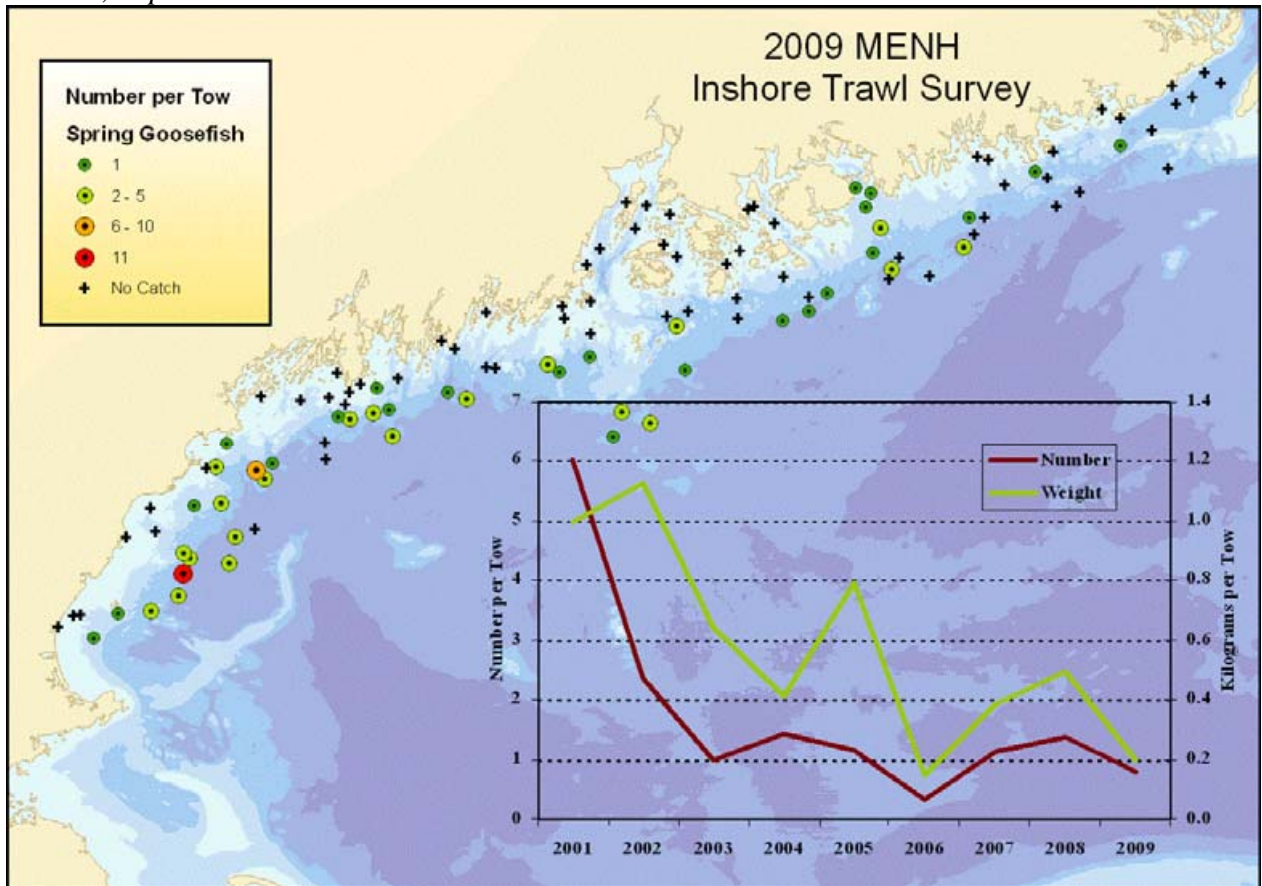 2009 MENH
Inshore Trawl Survey
Number per Tow
Spring Goosefish
1
2 - 5
6 - 10
11
No Catch
7
6
5
4
3
2
1
0
Number per Tow
Number
Weight
1.4
1.2
1.0
0.8
0.6
0.4
0.2
0.0
Kilograms per Tow
2001 2002 2003 2004 2005 2006 2007 2008 2009